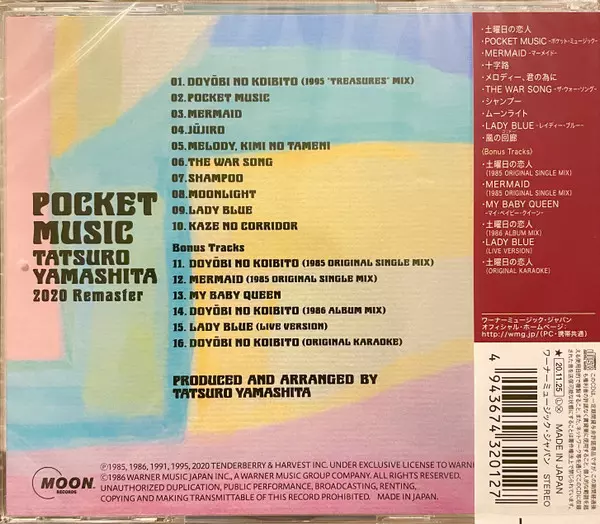 01. DOYŌBI NO KOIBITO (1995 "TREASURES" MIX)
02. POCKET MUSIC
03. MERMAID
04. JŪJIRO
05. MELODY, KIMI NO TAMENI
06. THE WAR SONG
07. SHAMPOO
08. MOONLIGHT
09. LADY BLUE
10. KAZE NO CORRIDOR
Bonus Tracks
11. DOYŌBI NO KOIBITO (1985 ORIGINAL SINGLE MIX)
12. MERMAID (1985 ORIGINAL SINGLE MIX)
13. MY BABY QUEEN
14. DOYŌBI NO KOIBITO (1986 ALBUM MIX)
15. LADY BLUE (LIVE VERSION)
16. DOYŌBI NO KOIBITO (ORIGINAL KARAOKE)
PRODUCED AND ARRANGED BY
TATSURO YAMASHITA
POCKET
MUSIC
TATSURO
YAMASHITA
2020 Remaster
MOON
RECORDS
Ⓟ1985, 1986, 1991, 1995, 2020 TENDERBERRY & HARVEST INC. UNDER EXCLUSIVE LICENSE TO WARN
©1986 WARNER MUSIC JAPAN INC., A WARNER MUSIC GROUP COMPANY. ALL RIGHTS RESERVED.
UNAUTHORIZED DUPLICATION, PUBLIC PERFORMANCE, BROADCASTING, RENTING,
COPYING AND MAKING TRANSMITTABLE OF THIS RECORD PROHIBITED. MADE IN JAPAN.
・土曜日の恋人
・POCKET MUSIC -ポケット・ミュージック-
・MERMAID -マーメイド-
・十字路
・メロディー、君の為に
・THE WAR SONG -ザ・ウォー・ソング-
・シャンプー
・ムーンライト
・LADY BLUE -レイディー・ブルー-
・風の回廊
〈Bonus Tracks〉
・土曜日の恋人
(1985 ORIGINAL SINGLE MIX)
・MERMAID
(1985 ORIGINAL SINGLE MIX)
・MY BABY QUEEN
-マイ・ベイビー・クイーン-
・土曜日の恋人
(1986 ALBUM MIX)
・LADY BLUE
(LIVE VERSION)
・土曜日の恋人
(ORIGINAL KARAOKE)
ワーナーミュージック・ジャパン
オフィシャル・ホームページ:
http://wmg.jp/(PC・携帯共通)
★20.11.25 MADE IN JAPAN
ワーナーミュージック・ジャパン STEREO
4 943674 320127